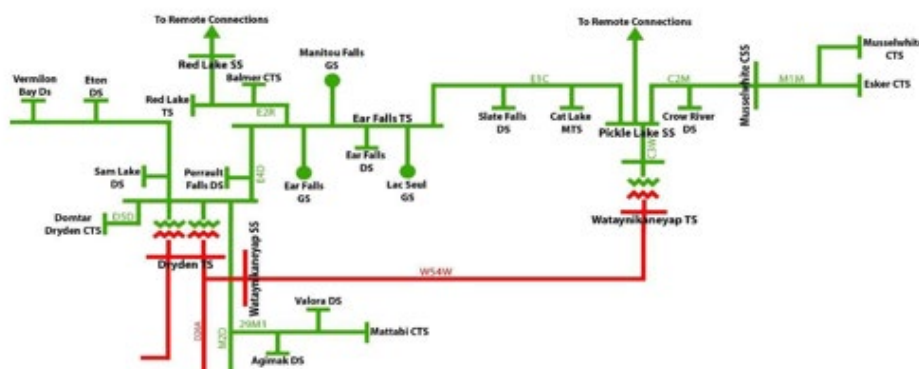 To Remote Connections
To Remote Connections
Manitou Falls
GS
Musselwhite
CTS
Red Lake SS
Balmer CTS
Vermilon
Bay Ds
Eton
DS
Red Lake
TS
E2R
E1C
C2M
Musselwhite CSS
M1M
Esker CTS
Ear Falls TS
Slate Falls
DS
Cat Lake
MTS
Pickle Lake SS
Crow River
DS
C3W
Sam Lake
DS
Perrault
Falls DS
E4D
Ear Falls
GS
Ear Falls
DS
Lac Seul
GS
Domtar
Dryden CTS
D5D
Wataynikaneyap SS
Wataynikaneyap TS
Dryden TS
W54W
Valora DS
29M1
Mattabi CTS
M2D
Agimak DS